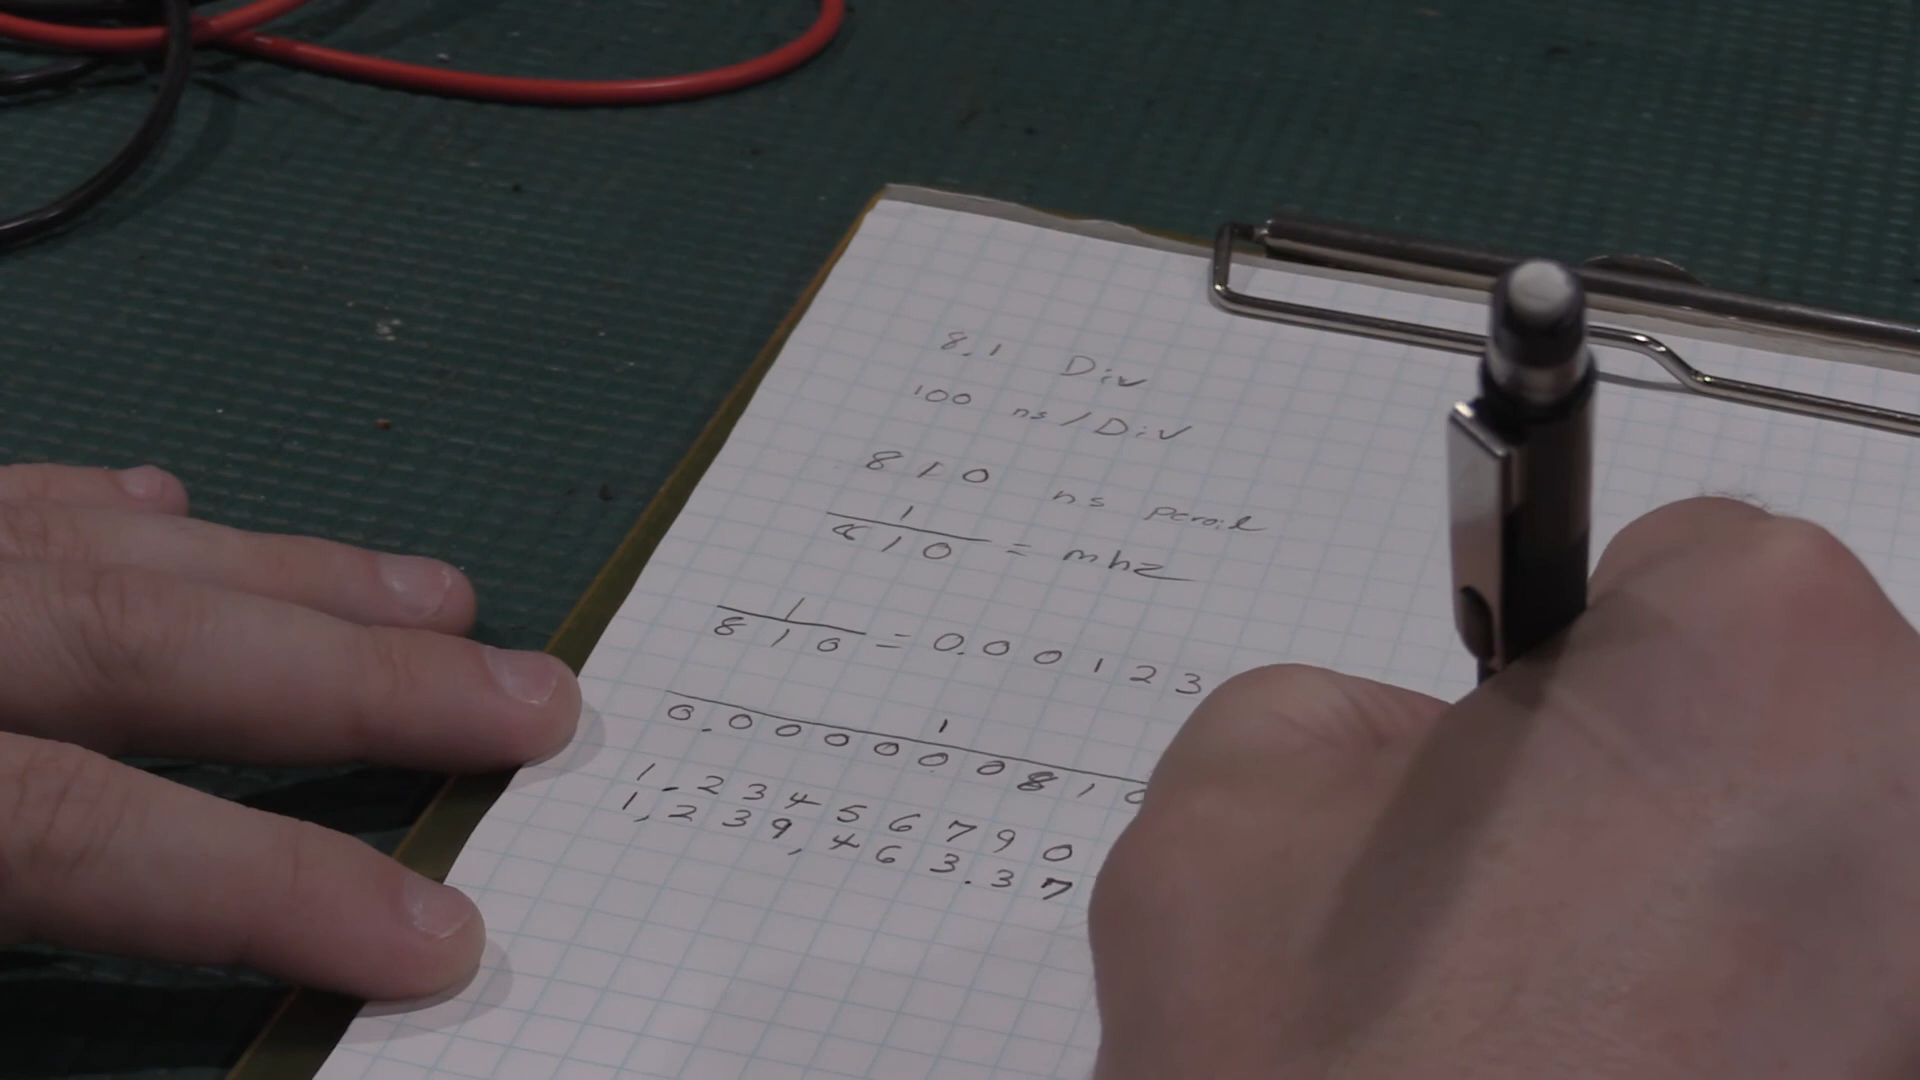 8.1 Div
100 ns/Div
810 ns peroid
1
810 = mhz
1
810 = 0.00123
1
0.000000810
1.23456790
1,239,463.37